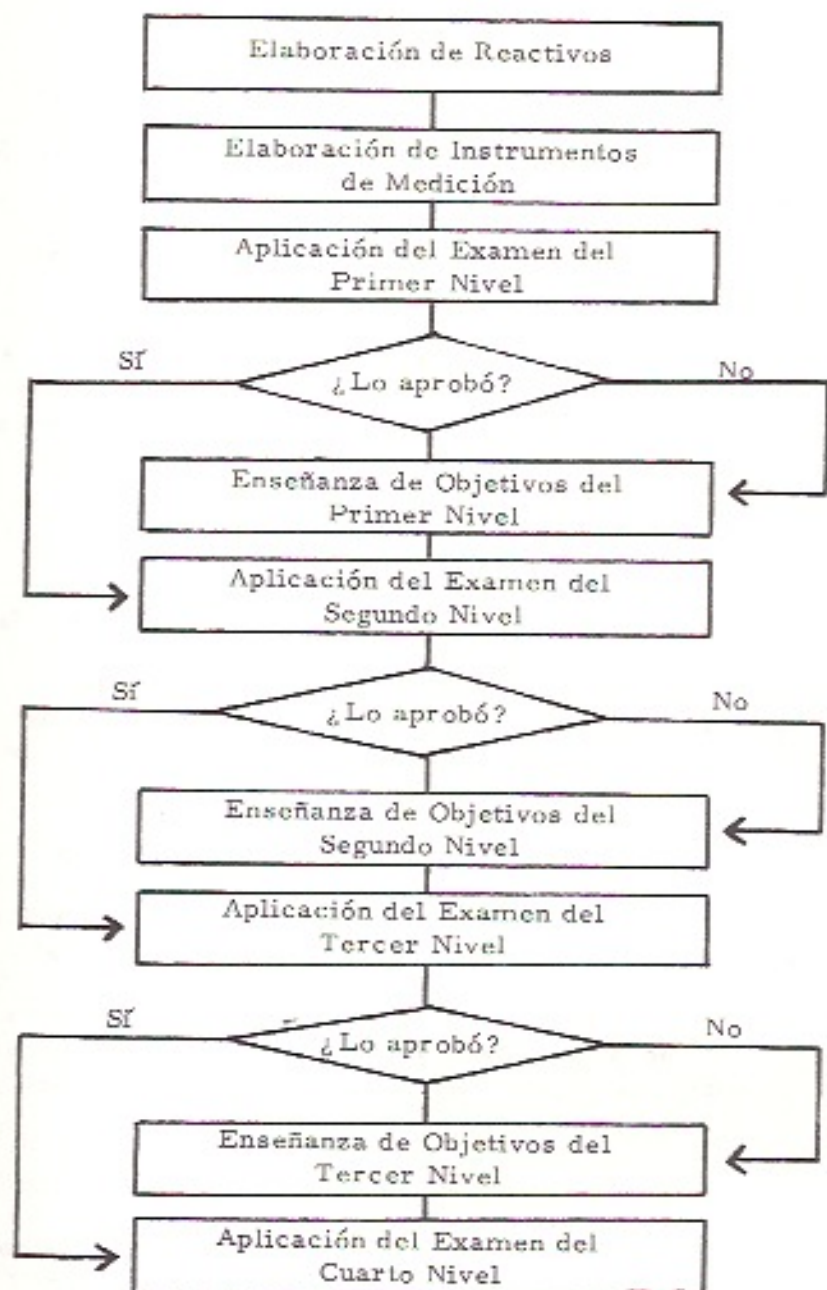 Elaboración de Reactivos
Elaboración de Instrumentos
de Medición
Aplicación del Examen del
Primer Nivel
Sí
¿Lo aprobó?
No
Enseñanza de Objetivos del
Primer Nivel
Aplicación del Examen del
Segundo Nivel
Sí
¿Lo aprobó?
No
Enseñanza de Objetivos del
Segundo Nivel
Aplicación del Examen del
Tercer Nivel
Sí
¿Lo aprobó?
No
Enseñanza de Objetivos del
Tercer Nivel
Aplicación del Examen del
Cuarto Nivel